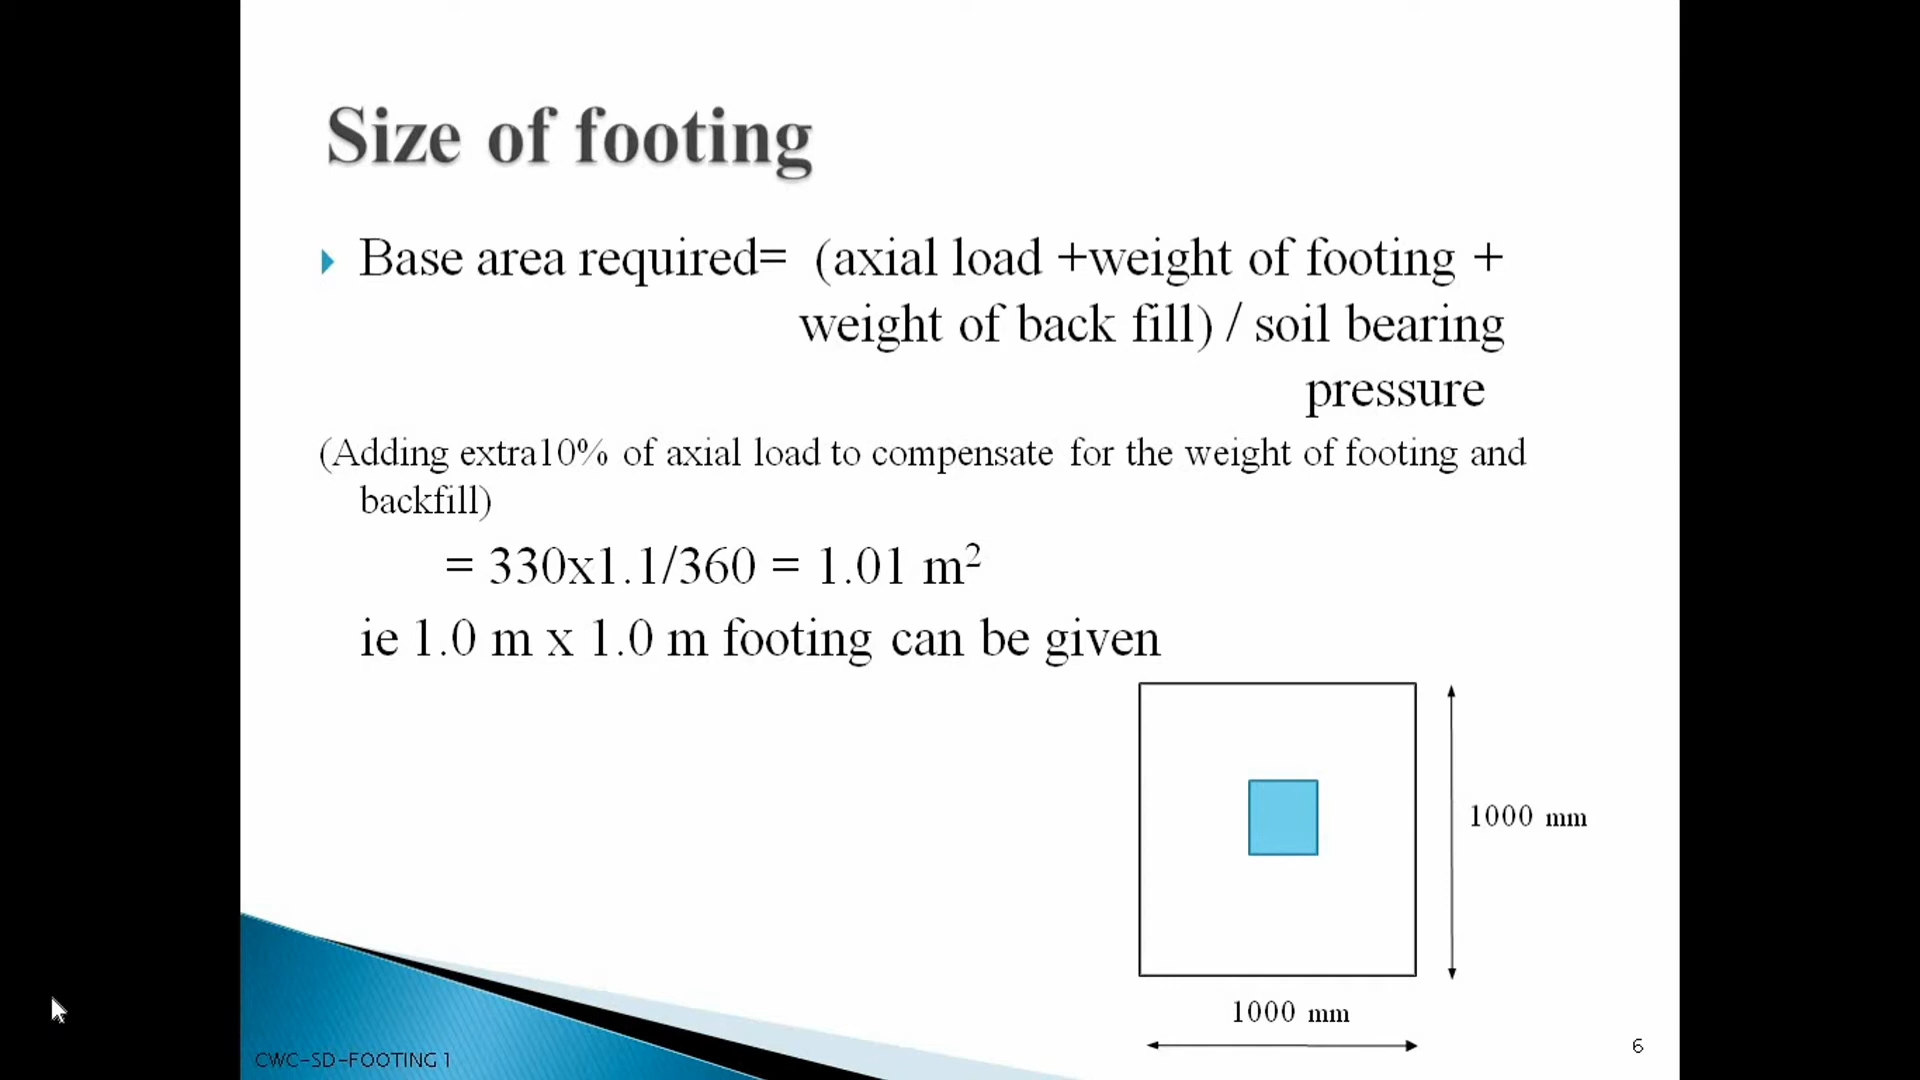 Size of footing
Base area required= (axial load +weight of footing +
weight of back fill) / soil bearing
pressure
(Adding extra10% of axial load to compensate for the weight of footing and
backfill)
= 330x1.1/360 = 1.01 m²
ie 1.0 m x 1.0 m footing can be given
1000 mm
1000 mm
CWC-SD-FOOTING 1
6